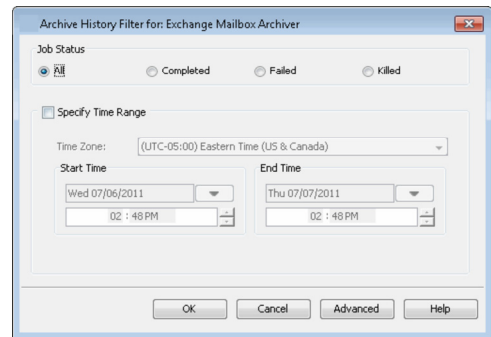 Archive History Filter for: Exchange Mailbox Archiver
Job Status
All
Completed
Failed
Killed
Specify Time Range
Time Zone:
(UTC-05:00) Eastern Time (US & Canada)
Start Time
End Time
Wed 07/06/2011
Thu 07/07/2011
02 : 48 PM
02 : 48 PM
OK
Cancel
Advanced
Help